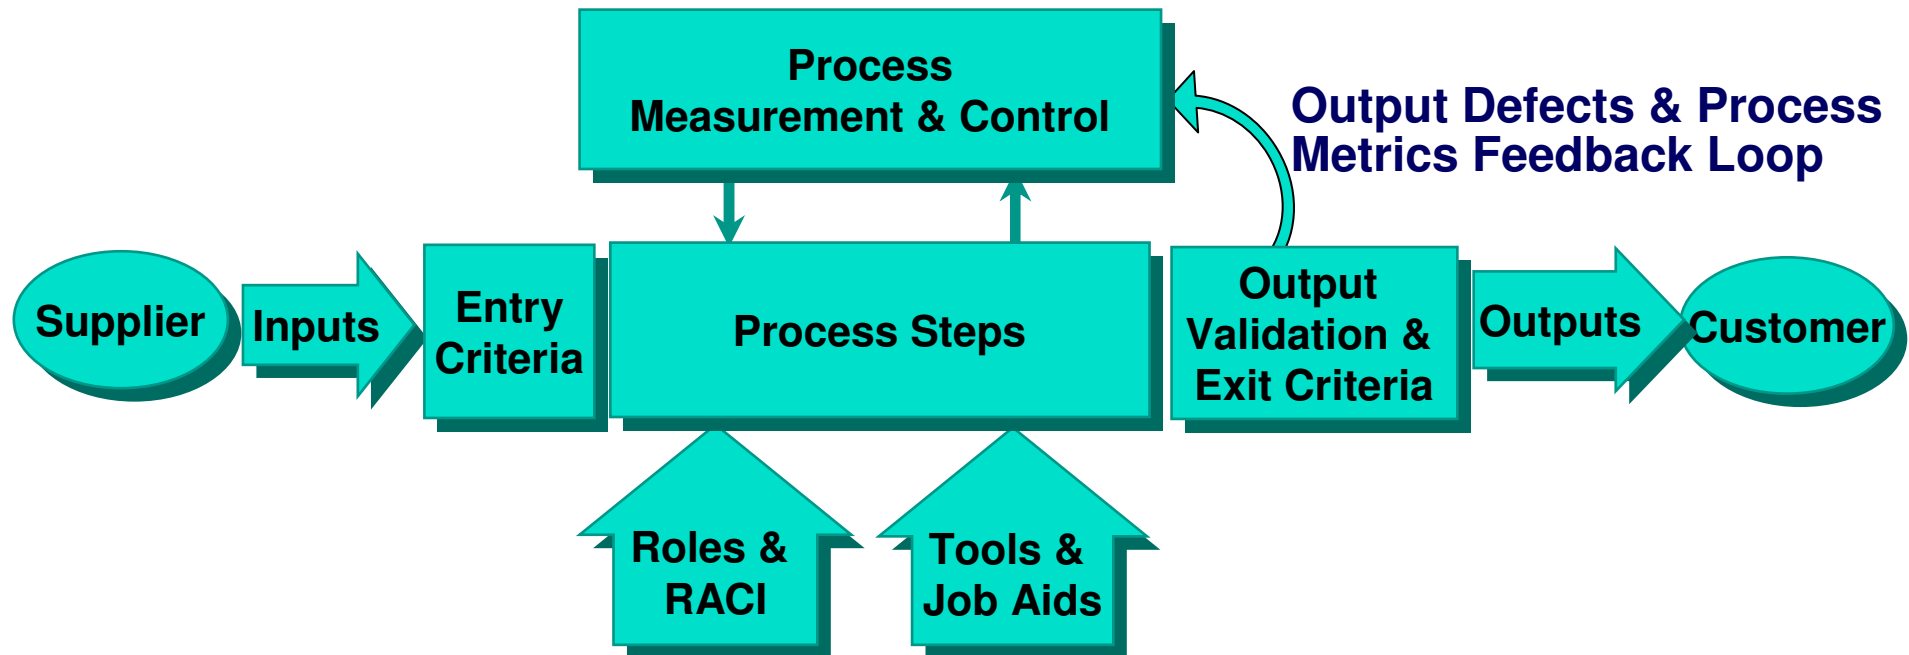 Process
Measurement & Control
Output Defects & Process
Metrics Feedback Loop
Supplier
Inputs
Entry
Criteria
Process Steps
Output
Validation &
Exit Criteria
Outputs
Customer
Roles &
RACI
Tools &
Job Aids